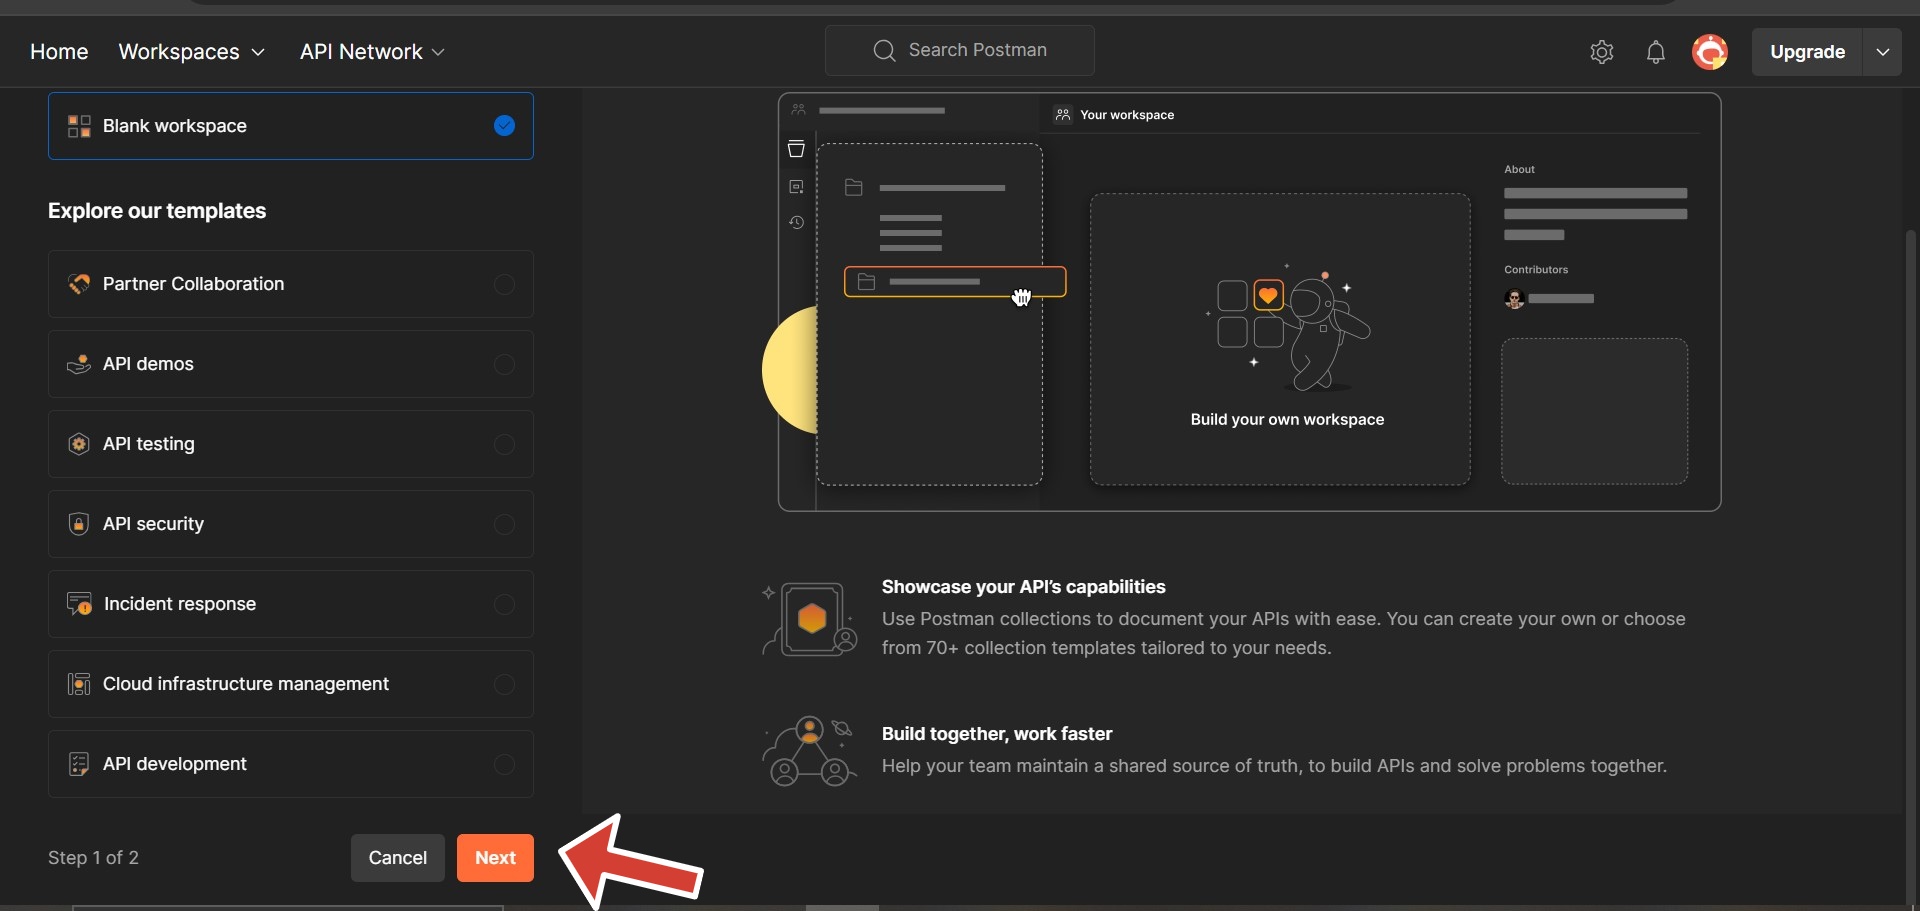 Home
Workspaces
API Network
Search Postman
Upgrade
Blank workspace
Explore our templates
Partner Collaboration
API demos
API testing
API security
Incident response
Cloud infrastructure management
API development
Step 1 of 2
Cancel
Next
Your workspace
About
Contributors
Build your own workspace
Showcase your API's capabilities
Use Postman collections to document your APIs with ease. You can create your own or choose
from 70+ collection templates tailored to your needs.
Build together, work faster
Help your team maintain a shared source of truth, to build APIs and solve problems together.